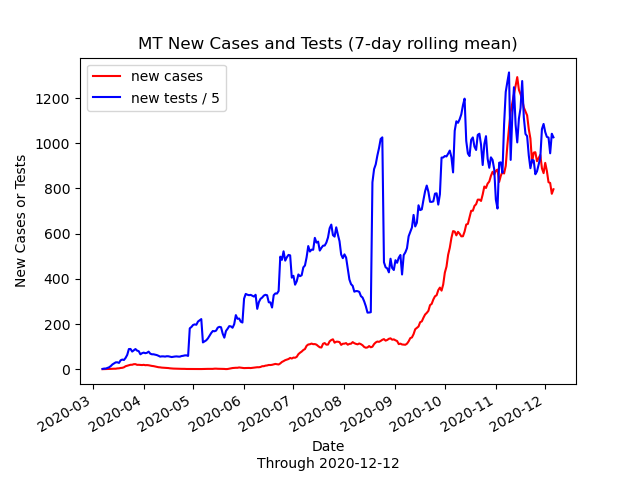 MT New Cases and Tests (7-day rolling mean)
new cases
new tests / 5
New Cases or Tests
1200
1000
800
600
400
200
0
2020-03
2020-04
2020-05
2020-06
2020-07
2020-08
2020-09
2020-10
2020-11
2020-12
Date
Through 2020-12-12